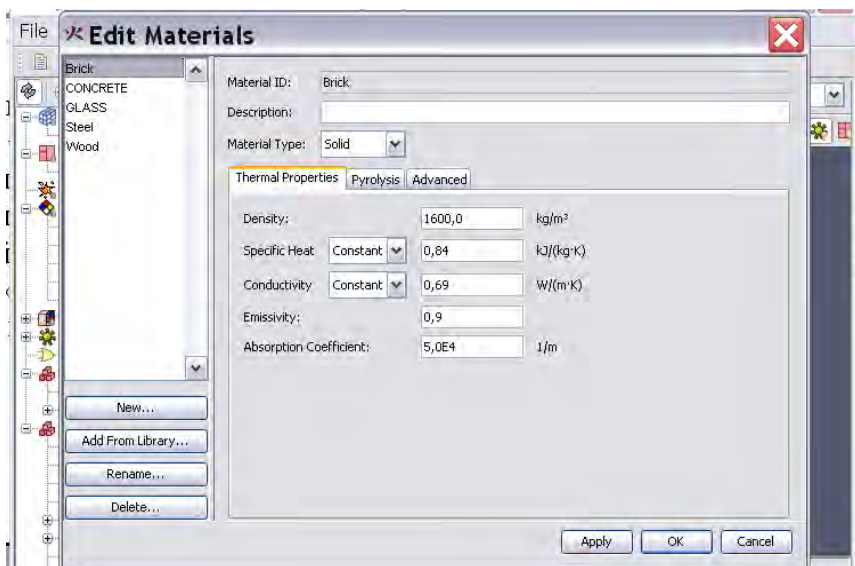 File
Edit Materials
Brick
CONCRETE
GLASS
Steel
Wood
New...
Add From Library...
Rename...
Delete...
Material ID: Brick
Description:
Material Type: Solid
Thermal Properties Pyrolysis Advanced
Density: 1600,0 kg/m³
Specific Heat Constant 0,84 kJ/(kg·K)
Conductivity Constant 0,69 W/(m·K)
Emissivity: 0,9
Absorption Coefficient: 5,0E4 1/m
Apply OK Cancel